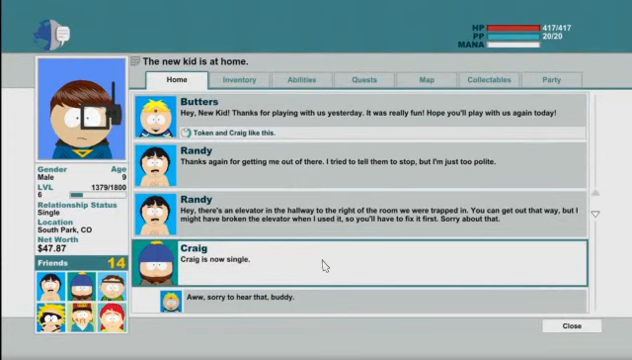 HP 417/417
PP 20/20
MANA
The new kid is at home.
Home Inventory Abilities Quests Map Collectables Party
Butters
Hey, New Kid! Thanks for playing with us yesterday. It was really fun! Hope you'll play with us again today!
Token and Craig like this.
Randy
Thanks again for getting me out of there. I tried to tell them to stop, but I'm just too polite.
Randy
Hey, there's an elevator in the hallway to the right of the room we were trapped in. You can get out that way, but I
might have broken the elevator when I used it, so you'll have to fix it first. Sorry about that.
Craig
Craig is now single.
Aww, sorry to hear that, buddy.
Gender Age
Male 9
LVL 1379/1800
6
Relationship Status
Single
Location
South Park, CO
Net Worth
$47.87
Friends 14
Close